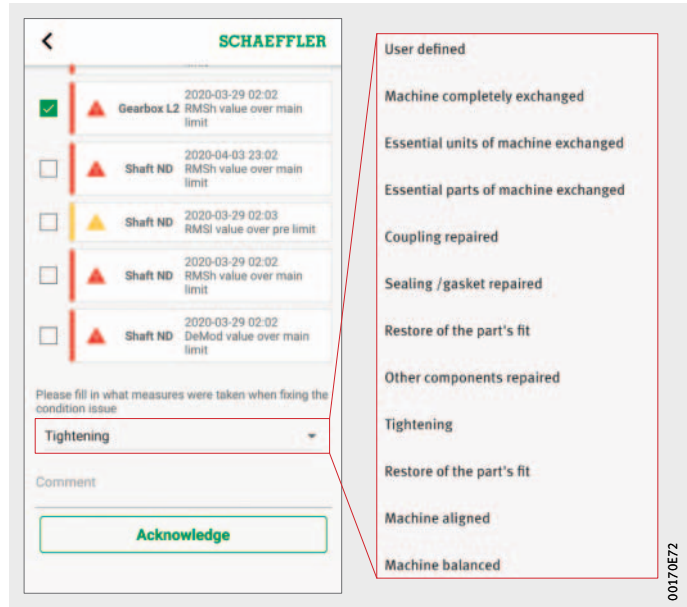 SCHAEFFLER
2020-03-29 02:02
Gearbox L2 RMSh value over main
limit
2020-04-03 23:02
Shaft ND RMSh value over main
limit
2020-03-29 02:03
Shaft ND RMSI value over pre limit
2020-03-29 02:02
Shaft ND RMSh value over main
limit
2020-03-29 02:02
Shaft ND DeMod value over main
limit
Please fill in what measures were taken when fixing the
condition issue
Tightening
Comment
Acknowledge
User defined
Machine completely exchanged
Essential units of machine exchanged
Essential parts of machine exchanged
Coupling repaired
Sealing /gasket repaired
Restore of the part's fit
Other components repaired
Tightening
Restore of the part's fit
Machine aligned
Machine balanced
00170E72